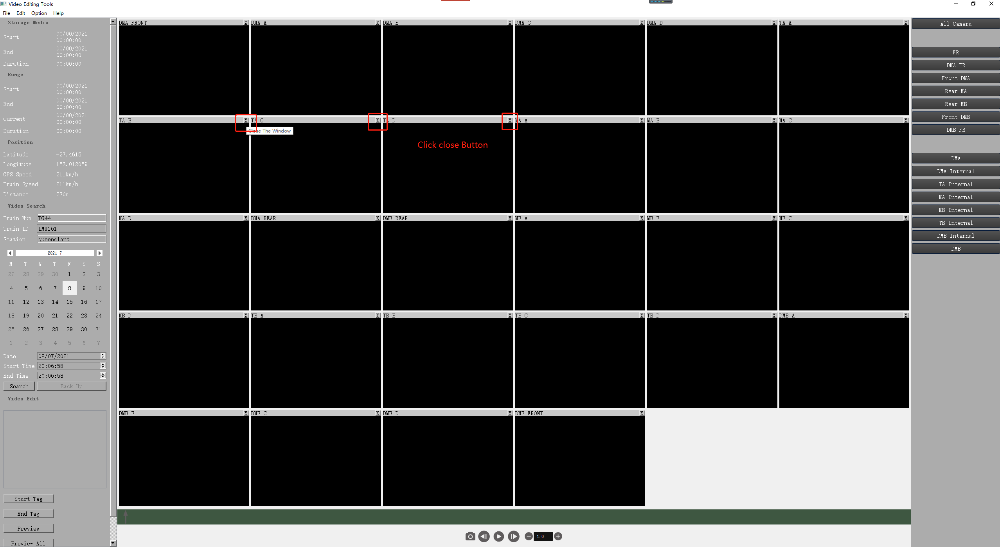 Video Editing Tools
File Edit Option Help
Storage Media
Start 00/00/2021
00:00:00
End 00/00/2021
00:00:00
Duration 00:00:00
Range
Start 00/00/2021
00:00:00
End 00/00/2021
00:00:00
Current 00/00/2021
00:00:00
Duration 00:00:00
Position
Latitude -27.4615
Longitude 153.012059
GPS Speed 211km/h
Train Speed 211km/h
Distance 230m
Video Search
Train Num TG44
Train ID IMU161
Station queensland
2021 7
M T W T F S S
27 28 29 30 1 2 3
4 5 6 7 8 9 10
11 12 13 14 15 16 17
18 19 20 21 22 23 24
25 26 27 28 29 30 31
1 2 3 4 5 6 7
Date 08/07/2021
Start Time 20:06:58
End Time 20:06:58
Search Back Up
Video Edit
Start Tag
End Tag
Preview
Preview All
DMA FRONT X DMA A X DMA B X DMA C X DMA D X TA A X
TA B X TA C X TA D X MA A X MA B X MA C X
Close The Window
Click close Button
MA D X DMA REAR X DMB REAR X MB A X MB B X MB C X
MB D X TB A X TB B X TB C X TB D X DMB A X
DMB B X DMB C X DMB D X DMB FRONT X
1.0
All Camera
FR
DMA FR
Front DMA
Rear MA
Rear MB
Front DMB
DMB FR
DMA
DMA Internal
TA Internal
MA Internal
MB Internal
TB Internal
DMB Internal
DMB